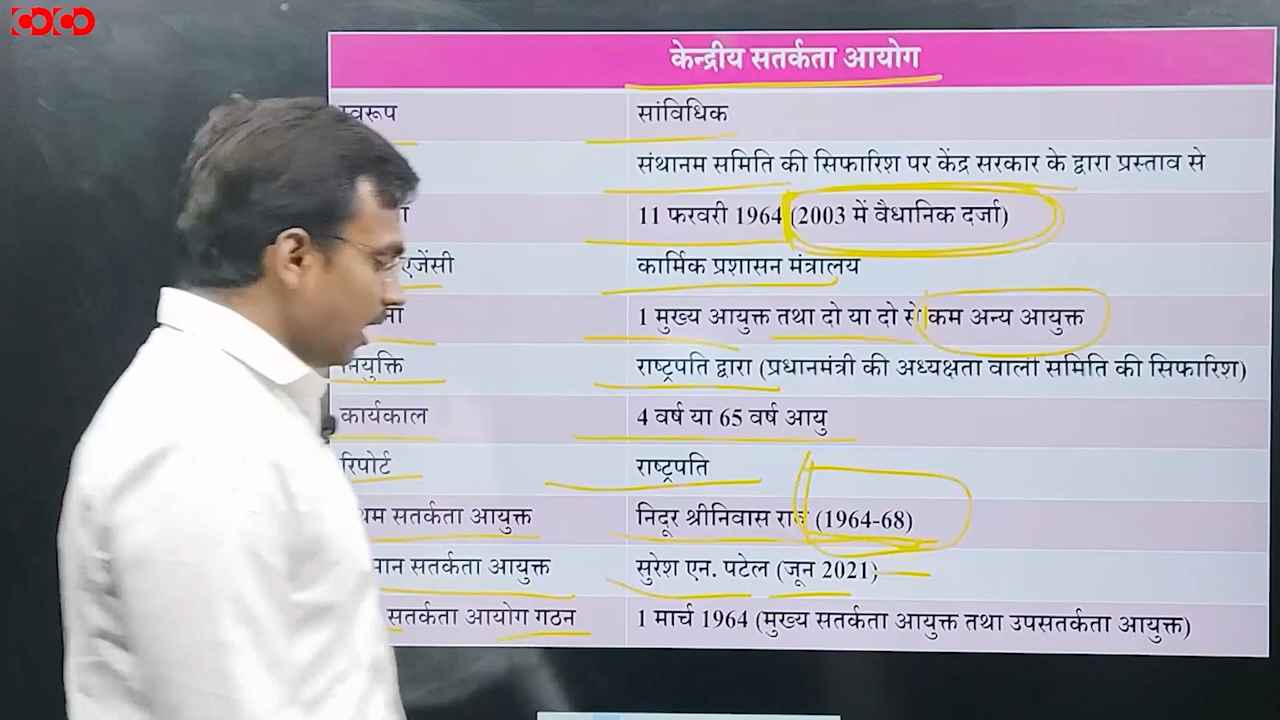 COCO
केन्द्रीय सतर्कता आयोग
स्वरूप सांविधिक
संथानम समिति की सिफारिश पर केंद्र सरकार के द्वारा प्रस्ताव से
11 फरवरी 1964 (2003 में वैधानिक दर्जा)
एजेंसी कार्मिक प्रशासन मंत्रालय
1 मुख्य आयुक्त तथा दो या दो से कम अन्य आयुक्त
नियुक्ति राष्ट्रपति द्वारा (प्रधानमंत्री की अध्यक्षता वाली समिति की सिफारिश)
कार्यकाल 4 वर्ष या 65 वर्ष आयु
रिपोर्ट राष्ट्रपति
सतर्कता आयुक्त निदूर श्रीनिवास राव (1964-68)
सतर्कता आयुक्त सुरेश एन. पटेल (जून 2021)
सतर्कता आयोग गठन 1 मार्च 1964 (मुख्य सतर्कता आयुक्त तथा उपसतर्कता आयुक्त)